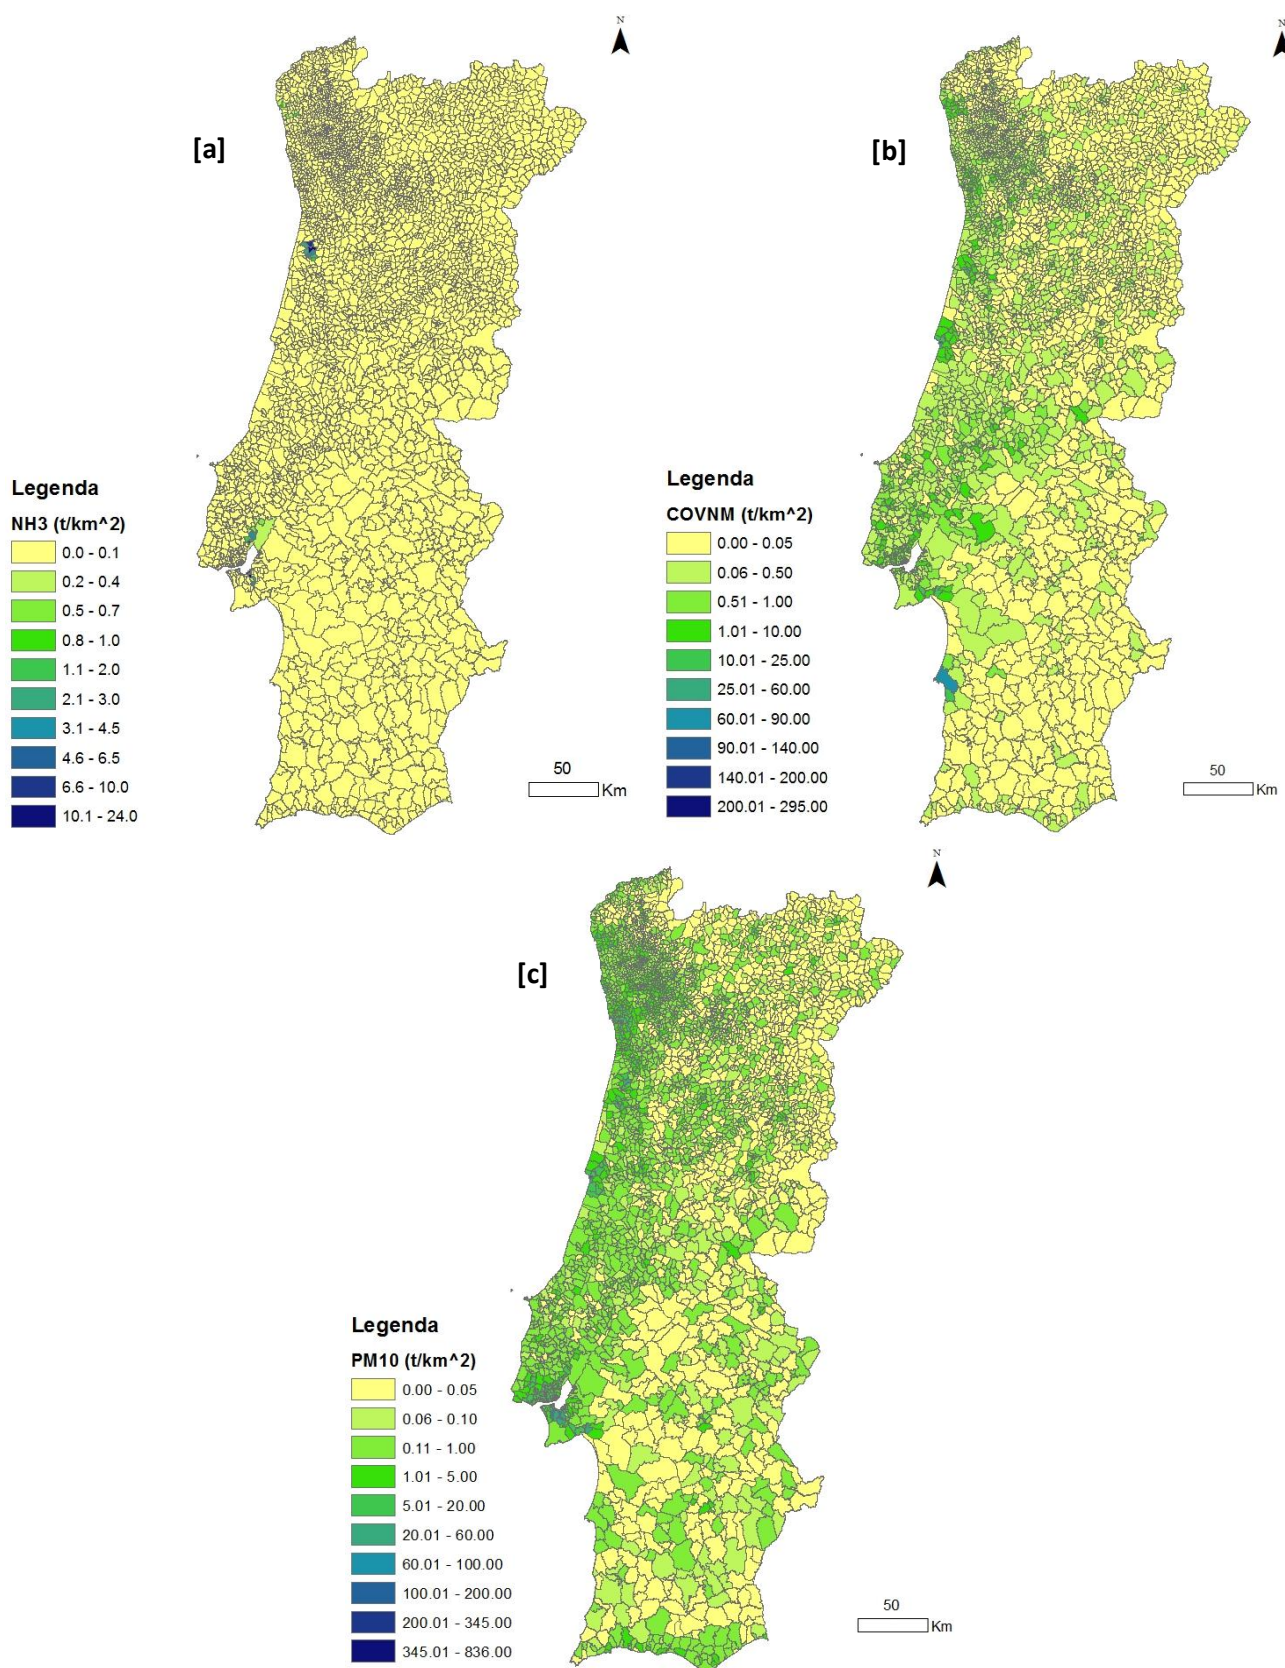 N
[a]
Legenda
NH3 (t/km^2)
0.0 - 0.1
0.2 - 0.4
0.5 - 0.7
0.8 - 1.0
1.1 - 2.0
2.1 - 3.0
3.1 - 4.5
4.6 - 6.5
6.6 - 10.0
10.1 - 24.0
50
Km
N
[b]
Legenda
COVNM (t/km^2)
0.00 - 0.05
0.06 - 0.50
0.51 - 1.00
1.01 - 10.00
10.01 - 25.00
25.01 - 60.00
60.01 - 90.00
90.01 - 140.00
140.01 - 200.00
200.01 - 295.00
50
Km
N
[c]
Legenda
PM10 (t/km^2)
0.00 - 0.05
0.06 - 0.10
0.11 - 1.00
1.01 - 5.00
5.01 - 20.00
20.01 - 60.00
60.01 - 100.00
100.01 - 200.00
200.01 - 345.00
345.01 - 836.00
50
Km